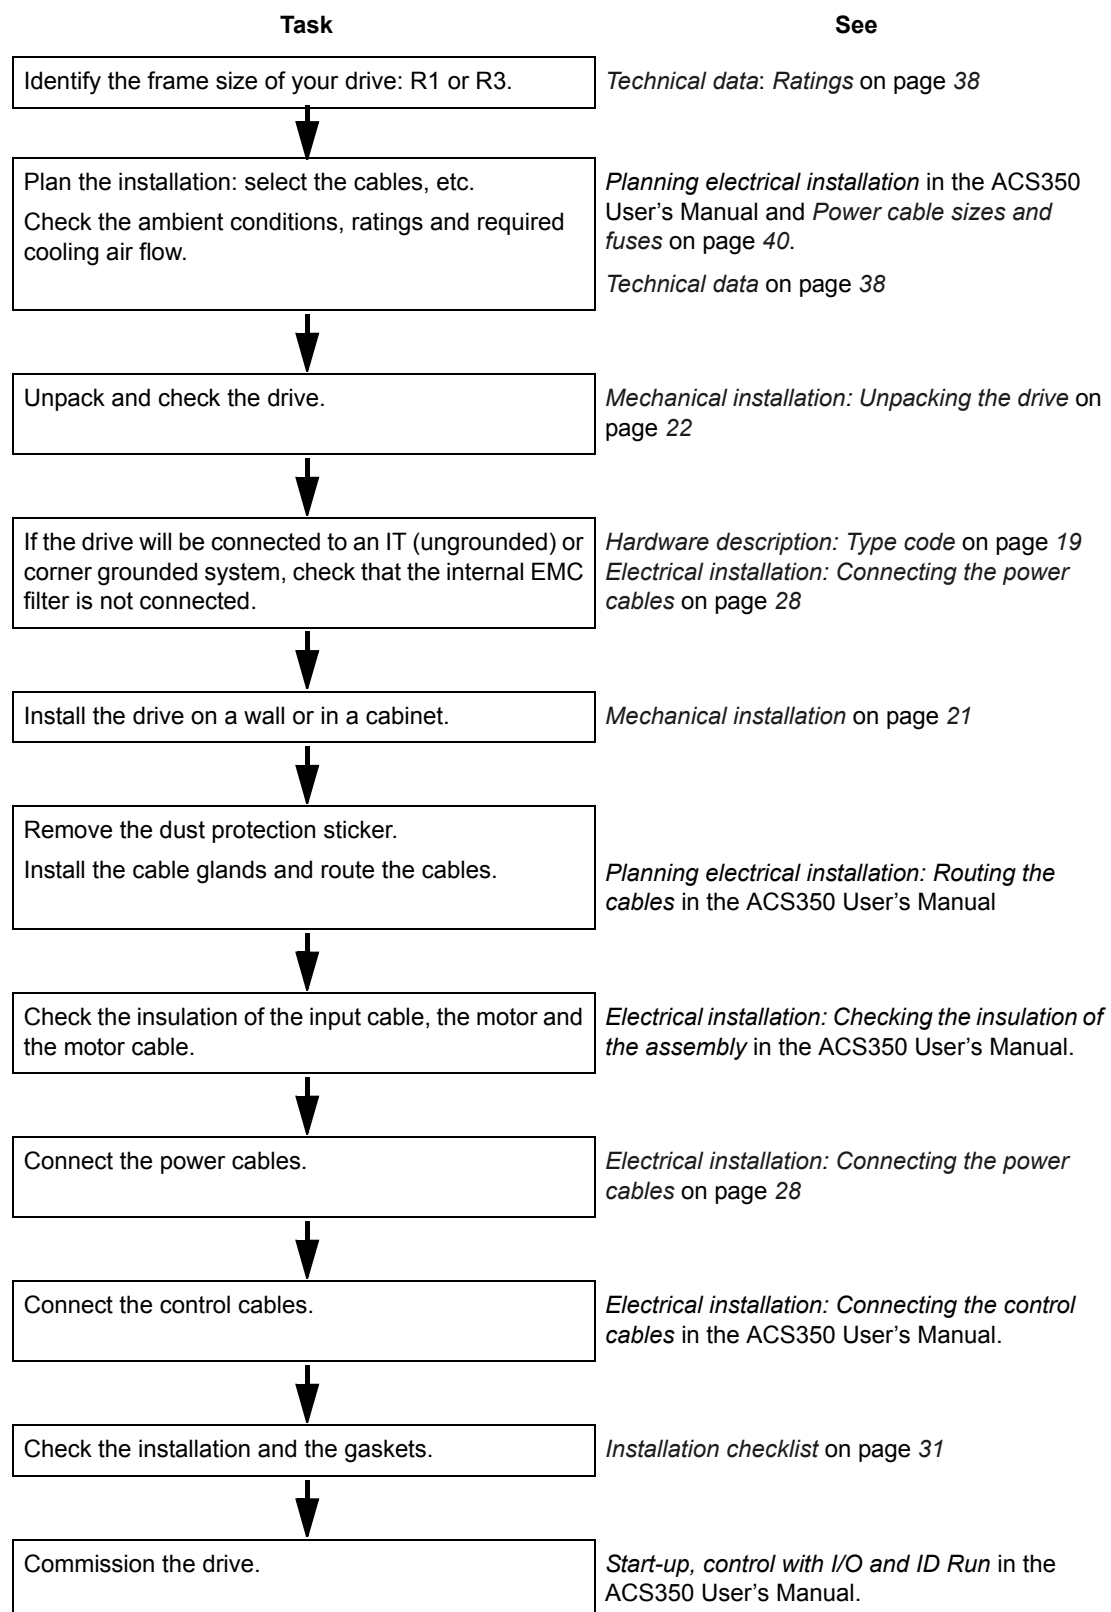 Task
See
Identify the frame size of your drive: R1 or R3.
Technical data: Ratings on page 38
Plan the installation: select the cables, etc.
Check the ambient conditions, ratings and required
cooling air flow.
Planning electrical installation in the ACS350
User’s Manual and Power cable sizes and
fuses on page 40.
Technical data on page 38
Unpack and check the drive.
Mechanical installation: Unpacking the drive on
page 22
If the drive will be connected to an IT (ungrounded) or
corner grounded system, check that the internal EMC
filter is not connected.
Hardware description: Type code on page 19
Electrical installation: Connecting the power
cables on page 28
Install the drive on a wall or in a cabinet.
Mechanical installation on page 21
Remove the dust protection sticker.
Install the cable glands and route the cables.
Planning electrical installation: Routing the
cables in the ACS350 User’s Manual
Check the insulation of the input cable, the motor and
the motor cable.
Electrical installation: Checking the insulation of
the assembly in the ACS350 User’s Manual.
Connect the power cables.
Electrical installation: Connecting the power
cables on page 28
Connect the control cables.
Electrical installation: Connecting the control
cables in the ACS350 User’s Manual.
Check the installation and the gaskets.
Installation checklist on page 31
Commission the drive.
Start-up, control with I/O and ID Run in the
ACS350 User’s Manual.